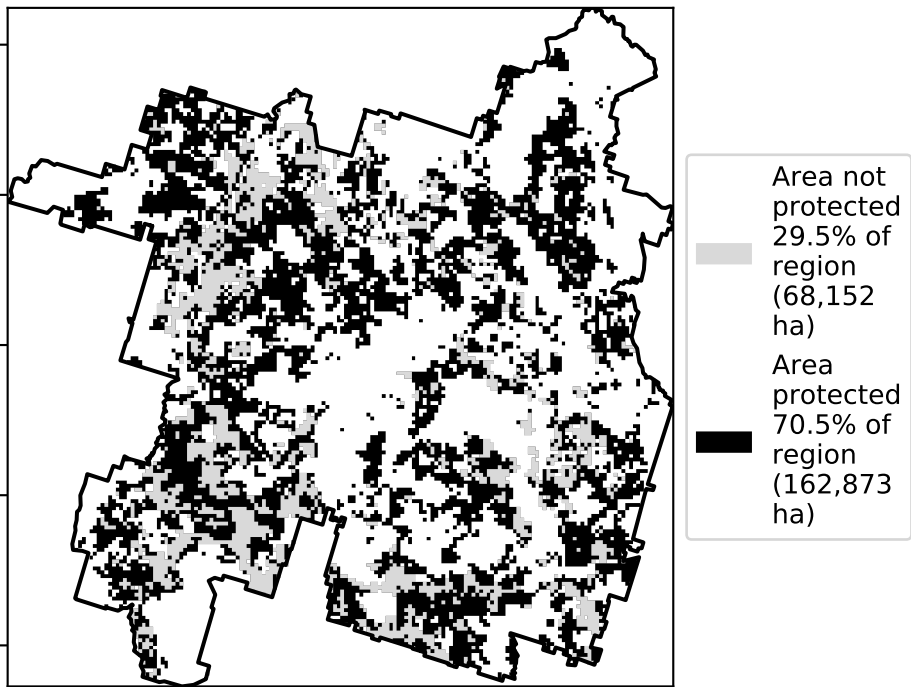 Area not
protected
29.5% of
region
(68,152
ha)
Area
protected
70.5% of
region
(162,873
ha)